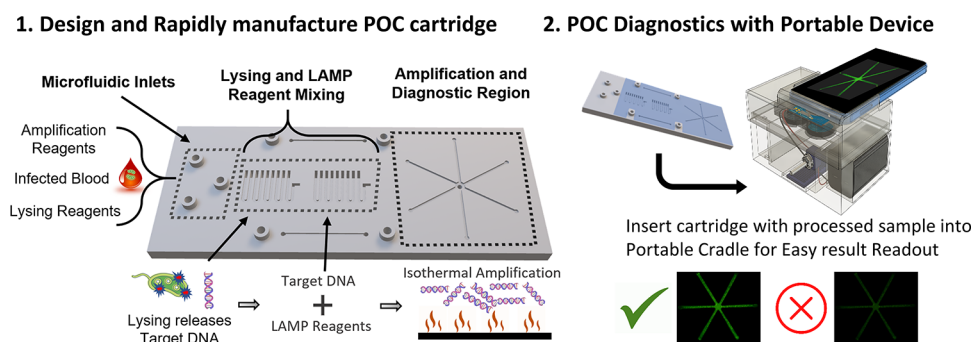 1. Design and Rapidly manufacture POC cartridge
Microfluidic Inlets
Lysing and LAMP
Reagent Mixing
Amplification and
Diagnostic Region
Amplification
Reagents
Infected Blood
Lysing Reagents
Lysing releases
Target DNA
Target DNA
+
LAMP Reagents
Isothermal Amplification
2. POC Diagnostics with Portable Device
Insert cartridge with processed sample into
Portable Cradle for Easy result Readout